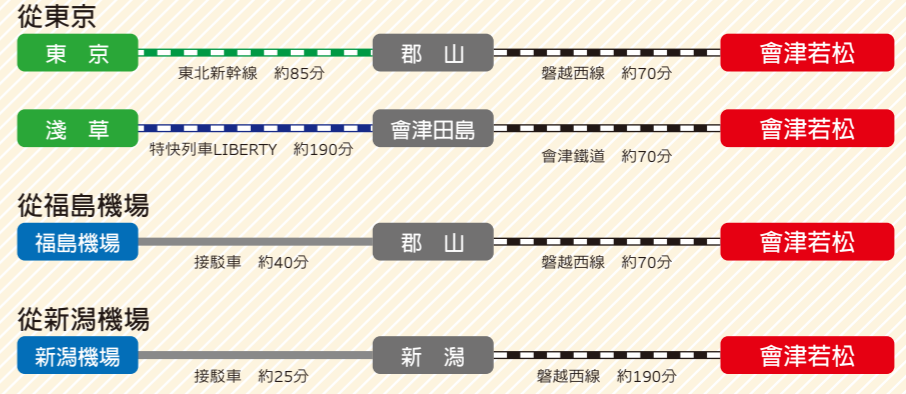 從東京
東 京 郡 山 會津若松
東北新幹線 約85分 磐越西線 約70分
淺 草 會津田島 會津若松
特快列車LIBERTY 約190分 會津鐵道 約70分
從福島機場
福島機場 郡 山 會津若松
接駁車 約40分 磐越西線 約70分
從新潟機場
新潟機場 新 潟 會津若松
接駁車 約25分 磐越西線 約190分